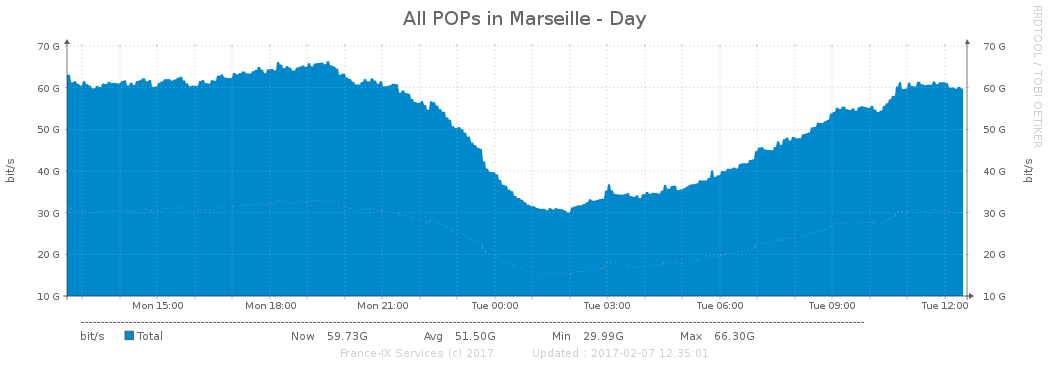 All POPs in Marseille - Day
RRDTOOL / TOBI OETIKER
70 G 70 G
60 G 60 G
50 G 50 G
40 G 40 G
30 G 30 G
20 G 20 G
10 G 10 G
bit/s bit/s
Mon 15:00 Mon 18:00 Mon 21:00 Tue 00:00 Tue 03:00 Tue 06:00 Tue 09:00 Tue 12:00
bit/s Total Now 59.73G Avg 51.50G Min 29.99G Max 66.30G
France-IX Services (c) 2017 Updated : 2017-02-07 12:35:01